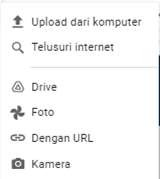 Upload dari komputer
Telusuri internet
Drive
Foto
Dengan URL
Kamera